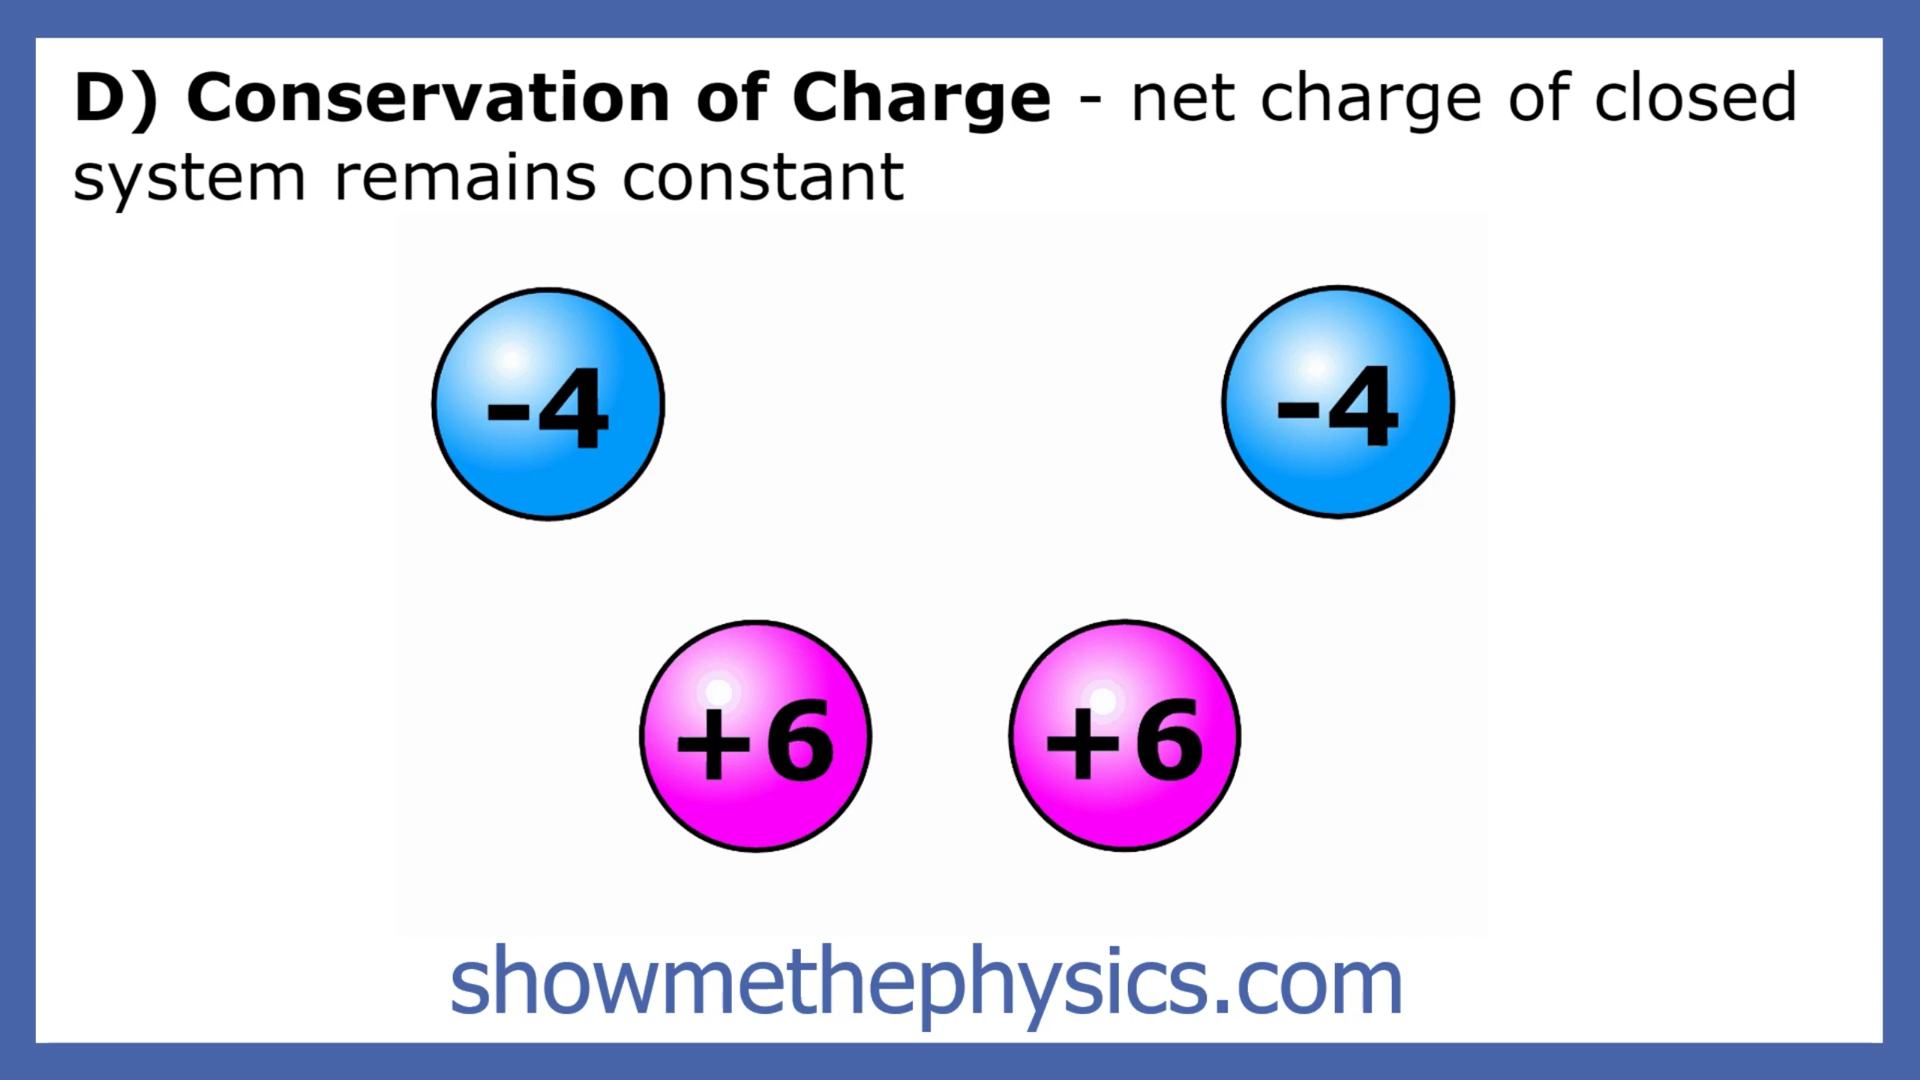 D) Conservation of Charge - net charge of closed
system remains constant
-4
-4
+6
+6
showmethephysics.com